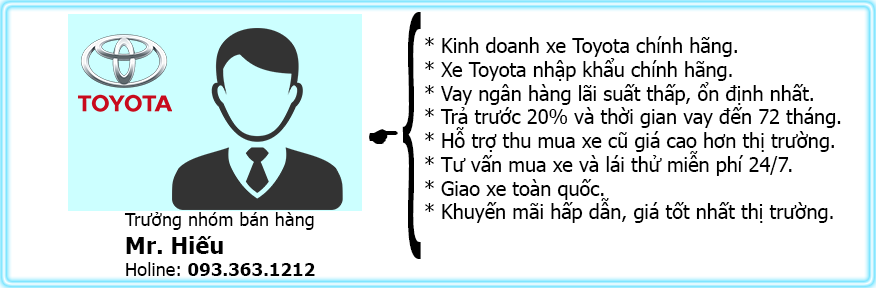 TOYOTA
Trưởng nhóm bán hàng
Mr. Hiếu
Holine: 093.363.1212
* Kinh doanh xe Toyota chính hãng.
* Xe Toyota nhập khẩu chính hãng.
* Vay ngân hàng lãi suất thấp, ổn định nhất.
* Trả trước 20% và thời gian vay đến 72 tháng.
* Hỗ trợ thu mua xe cũ giá cao hơn thị trường.
* Tư vấn mua xe và lái thử miễn phí 24/7.
* Giao xe toàn quốc.
* Khuyến mãi hấp dẫn, giá tốt nhất thị trường.